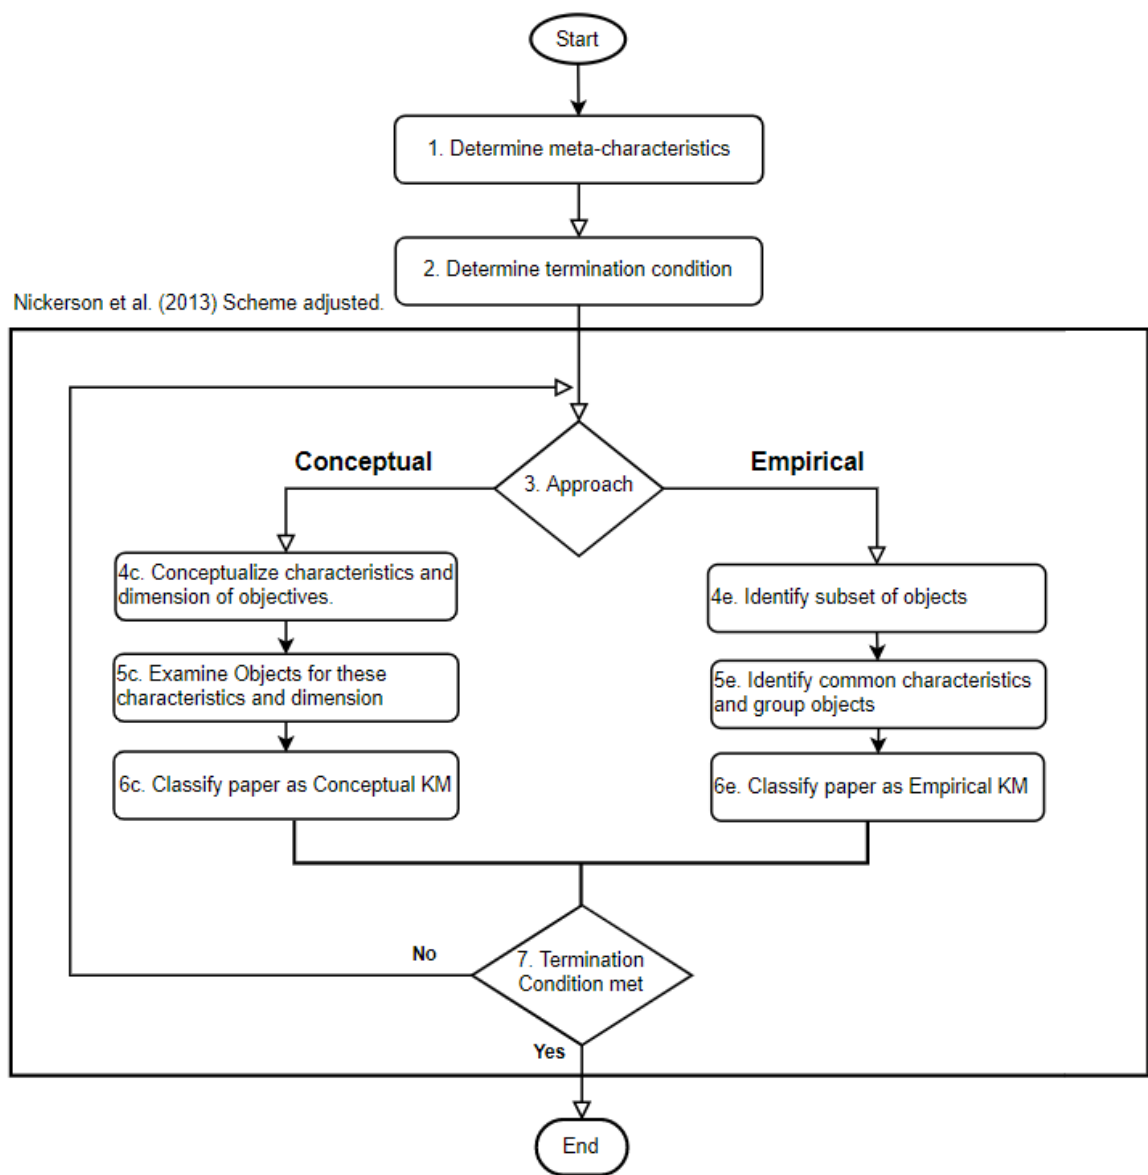 Start
1. Determine meta-characteristics
2. Determine termination condition
Nickerson et al. (2013) Scheme adjusted.
Conceptual
Empirical
3. Approach
4c. Conceptualize characteristics and
dimension of objectives.
4e. Identify subset of objects
5c. Examine Objects for these
characteristics and dimension
5e. Identify common characteristics
and group objects
6c. Classify paper as Conceptual KM
6e. Classify paper as Empirical KM
No
7. Termination
Condition met
Yes
End